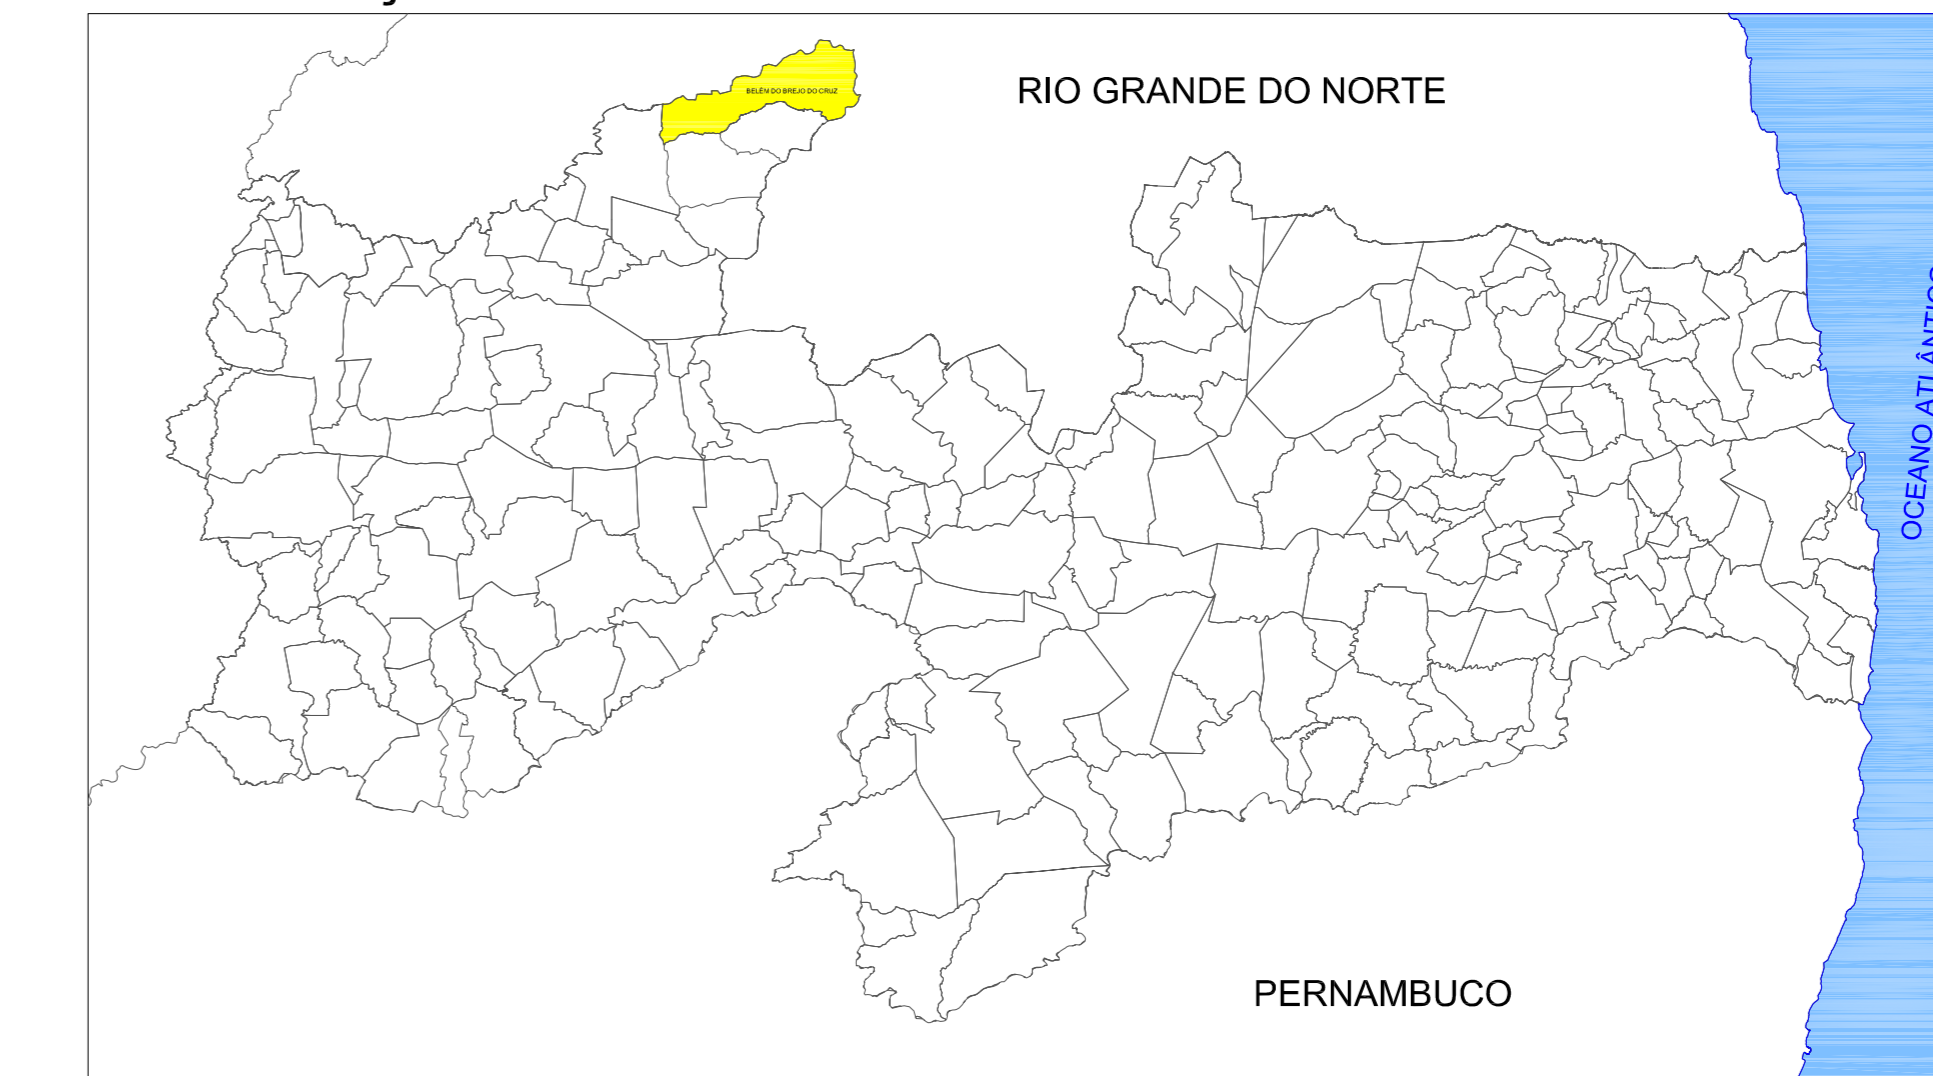 RIO GRANDE DO NORTE
BELÉM DO BREJO DO CRUZ
OCEANO ATLÂNTICO
PERNAMBUCO